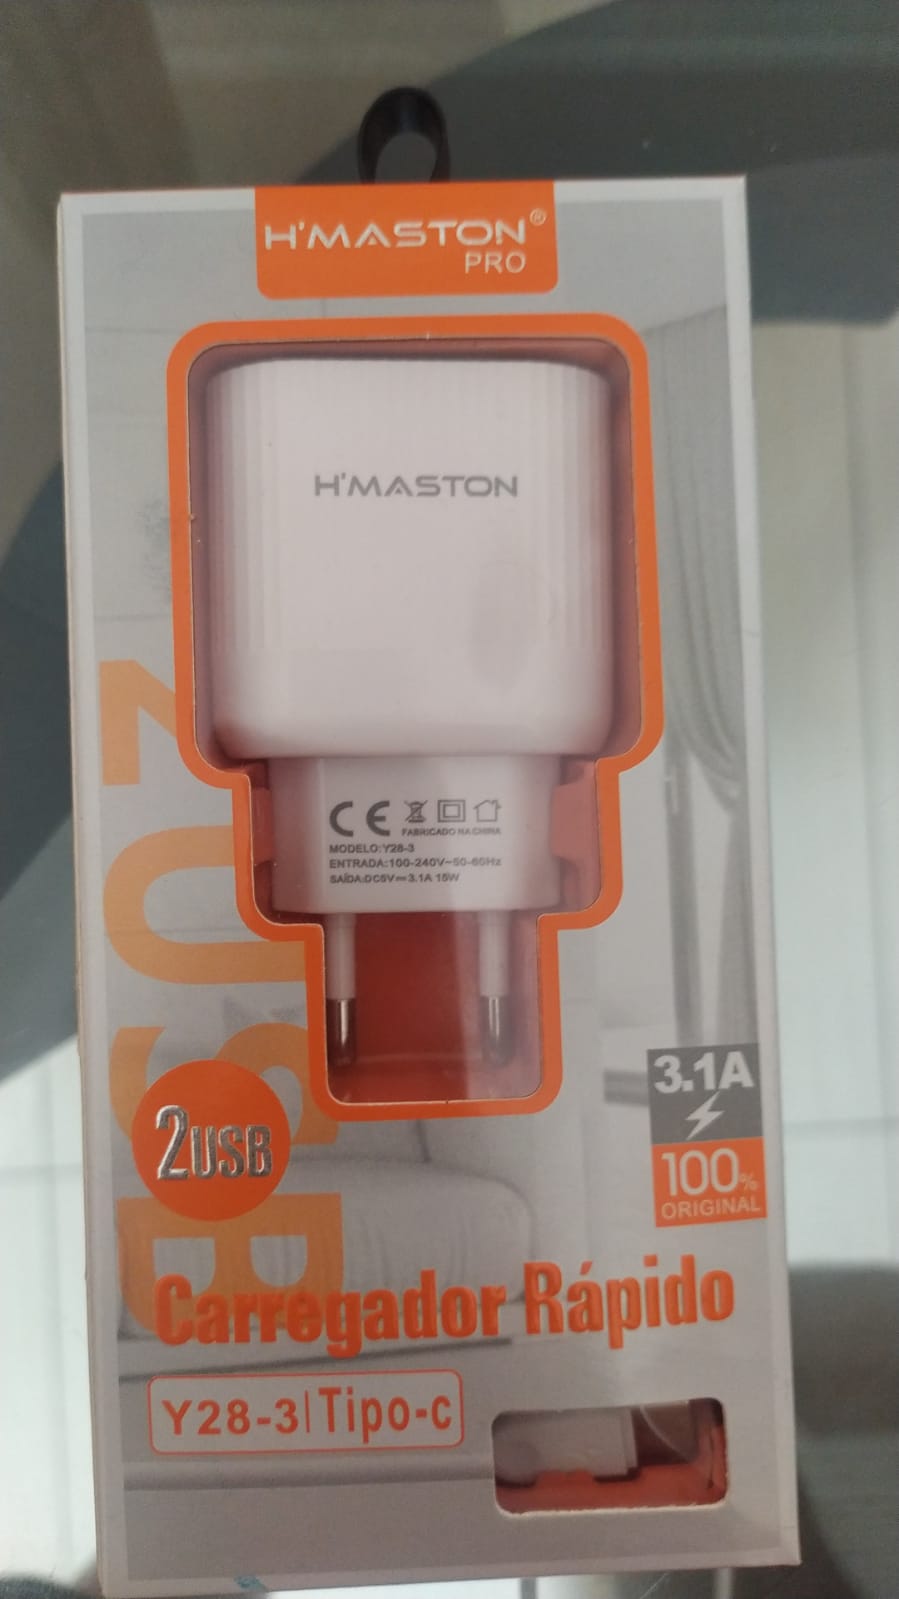 H'MASTON®
PRO
H'MASTON
CE
FABRICADO NA CHINA
MODELO:Y28-3
ENTRADA:100-240V~50-60Hz
SAÍDA:DC5V⎓3.1A 15W
2USB
2USB
3.1A
100%
ORIGINAL
Carregador Rápido
Y28-3|Tipo-c